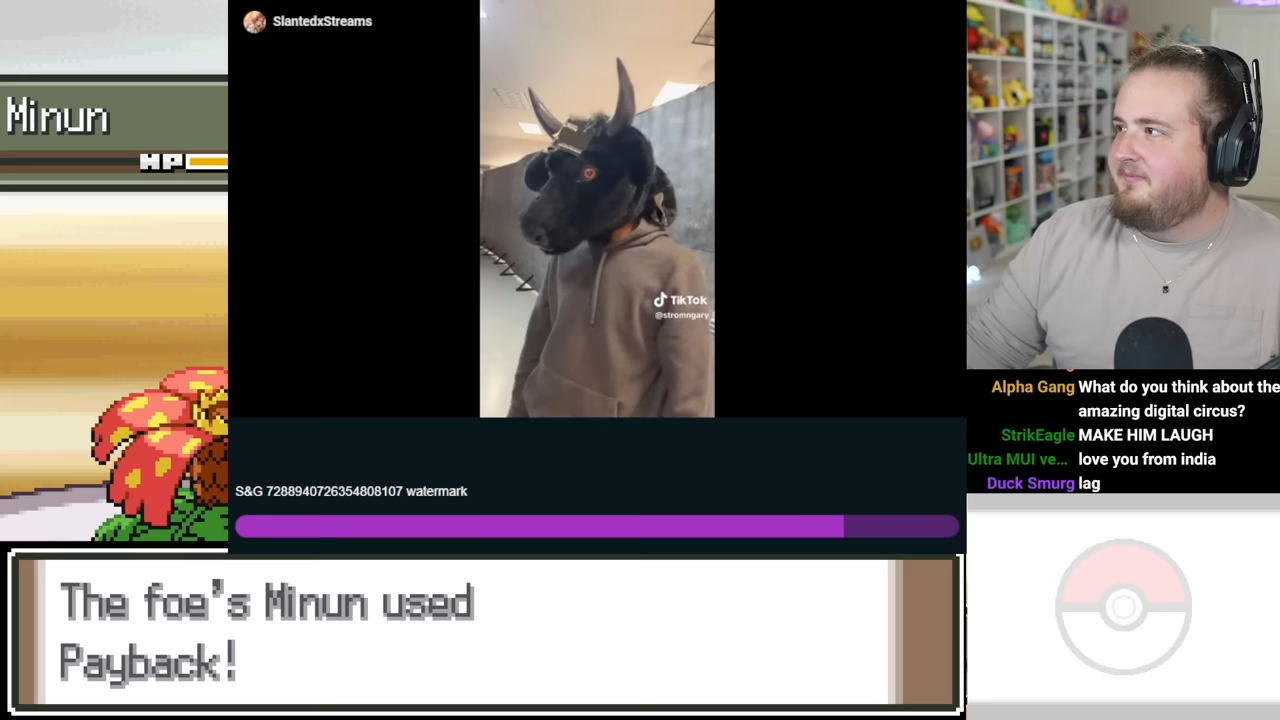 SlantedxStreams
Minun
HP
TikTok
@stromngary
S&G 7288940726354808107 watermark
Alpha Gang What do you think about the
amazing digital circus?
StrikEagle MAKE HIM LAUGH
Ultra MUI ve... love you from india
Duck Smurg lag
The foe's Minun used
Payback!